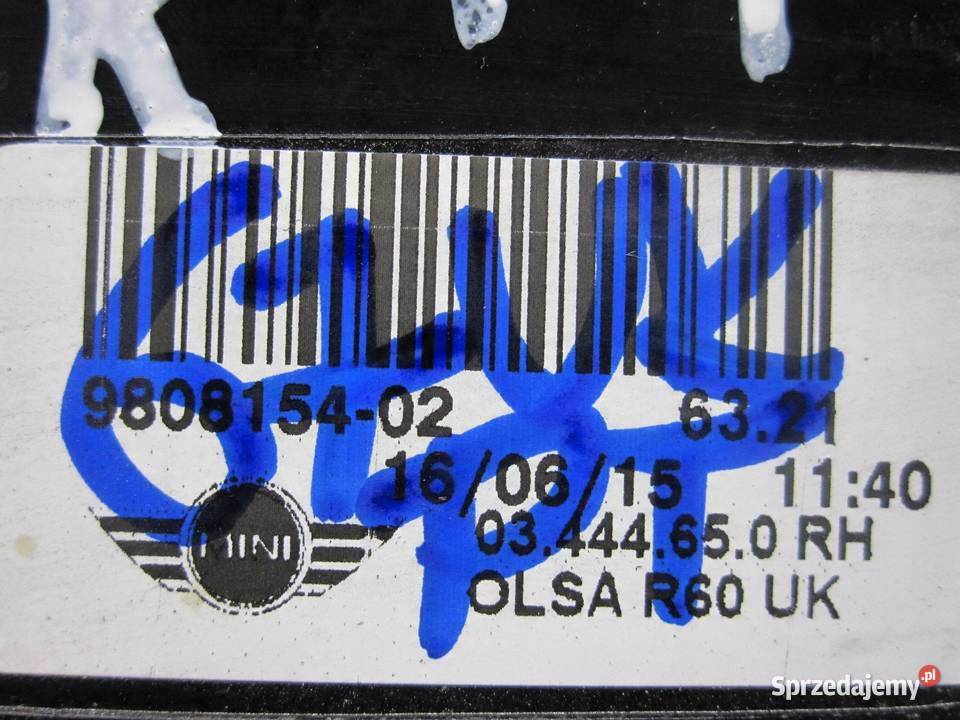 9808154-02 63.21
16/06/15 11:40
03.444.65.0 RH
MINI
OLSA R60 UK
Sprzedajemy.pl